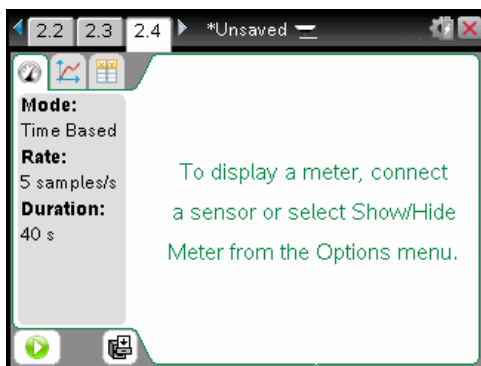 2.2 2.3 2.4 *Unsaved
Mode:
Time Based
Rate:
5 samples/s
Duration:
40 s
To display a meter, connect
a sensor or select Show/Hide
Meter from the Options menu.